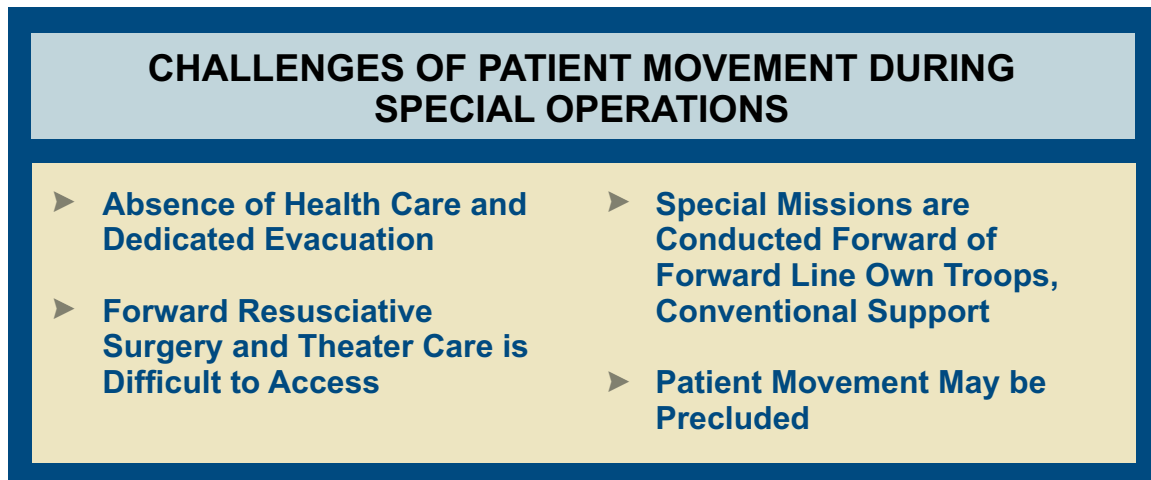 CHALLENGES OF PATIENT MOVEMENT DURING
SPECIAL OPERATIONS
Absence of Health Care and
Dedicated Evacuation
Forward Resusciative
Surgery and Theater Care is
Difficult to Access
Special Missions are
Conducted Forward of
Forward Line Own Troops,
Conventional Support
Patient Movement May be
Precluded